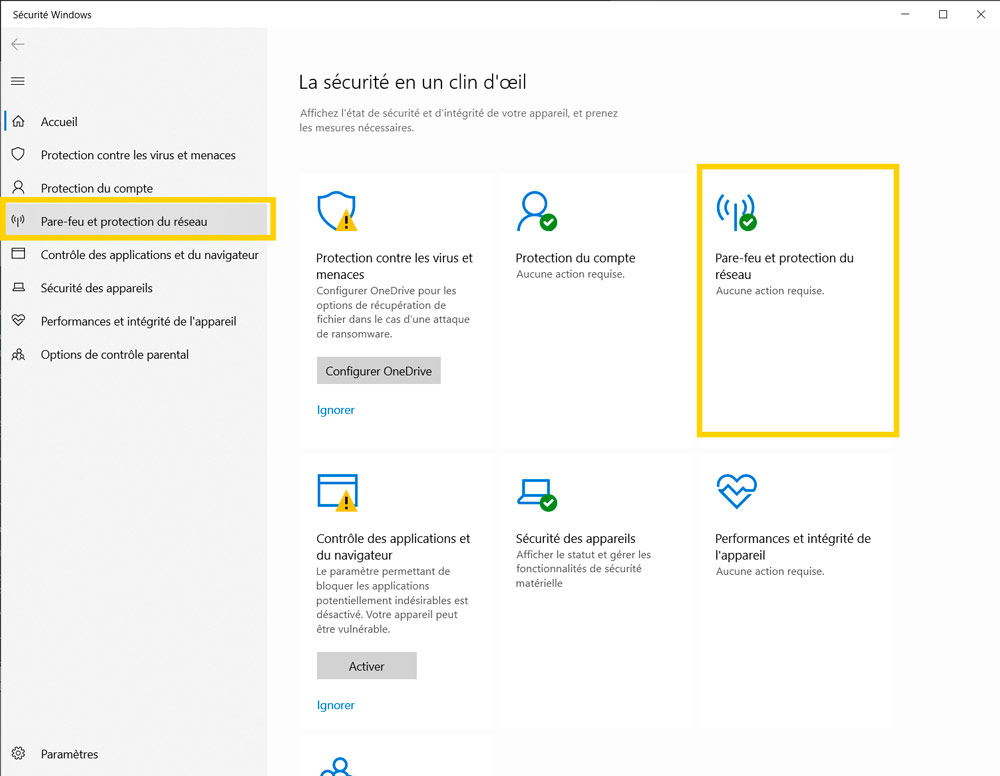 Sécurité Windows
Accueil
Protection contre les virus et menaces
Protection du compte
Pare-feu et protection du réseau
Contrôle des applications et du navigateur
Sécurité des appareils
Performances et intégrité de l'appareil
Options de contrôle parental
Paramètres
La sécurité en un clin d'œil
Affichez l'état de sécurité et d'intégrité de votre appareil, et prenez
les mesures nécessaires.
Protection contre les virus et
menaces
Configurer OneDrive pour les
options de récupération de
fichier dans le cas d'une attaque
de ransomware.
Configurer OneDrive
Ignorer
Protection du compte
Aucune action requise.
Pare-feu et protection du
réseau
Aucune action requise.
Contrôle des applications et
du navigateur
Le paramètre permettant de
bloquer les applications
potentiellement indésirables est
désactivé. Votre appareil peut
être vulnérable.
Activer
Ignorer
Sécurité des appareils
Afficher le statut et gérer les
fonctionnalités de sécurité
matérielle
Performances et intégrité de
l'appareil
Aucune action requise.